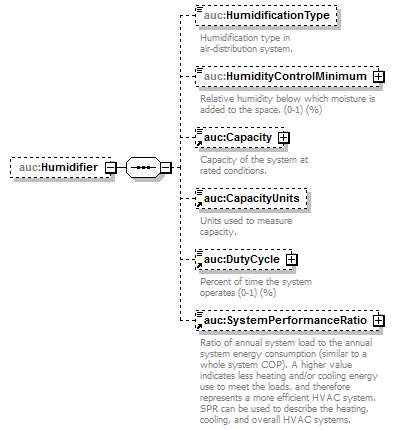 auc:HumidificationType
Humidification type in
air-distribution system.
auc:HumidityControlMinimum
Relative humidity below which moisture is
added to the space. (0-1) (%)
auc:Capacity
Capacity of the system at
rated conditions.
auc:Humidifier
auc:CapacityUnits
Units used to measure
capacity.
auc:DutyCycle
Percent of time the system
operates (0-1) (%)
auc:SystemPerformanceRatio
Ratio of annual system load to the annual
system energy consumption (similar to a
whole system COP). A higher value
indicates less heating and/or cooling energy
use to meet the loads, and therefore
represents a more efficient HVAC system.
SPR can be used to describe the heating,
cooling, and overall HVAC systems.